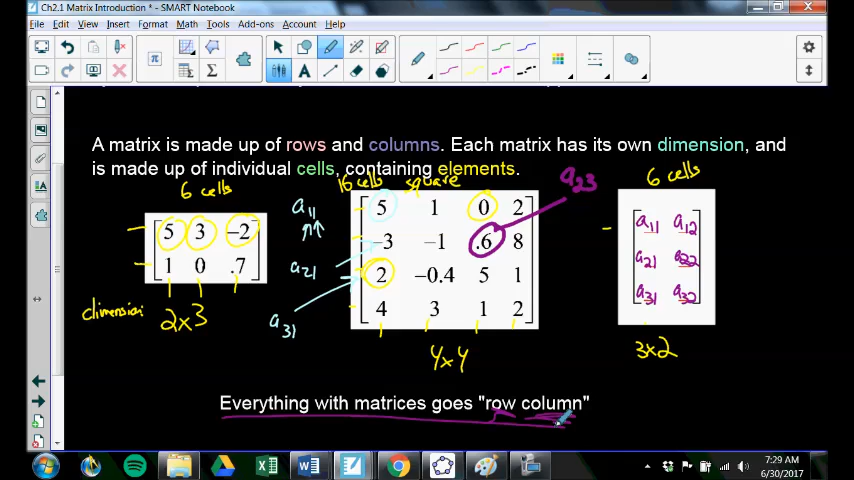 Ch2.1 Matrix Introduction * - SMART Notebook
File Edit View Insert Format Math Tools Add-ons Account Help
A matrix is made up of rows and columns. Each matrix has its own dimension, and
is made up of individual cells, containing elements.
6 cells
16 cells square
a23
6 cells
a11
a21
a31
5 3 −2
1 0 .7
dimension
2x3
5 1 0 2
−3 −1 .6 8
2 −0.4 5 1
4 3 1 2
4x4
a11 a12
a21 a22
a31 a32
3x2
Everything with matrices goes "row column"
7:29 AM
6/30/2017